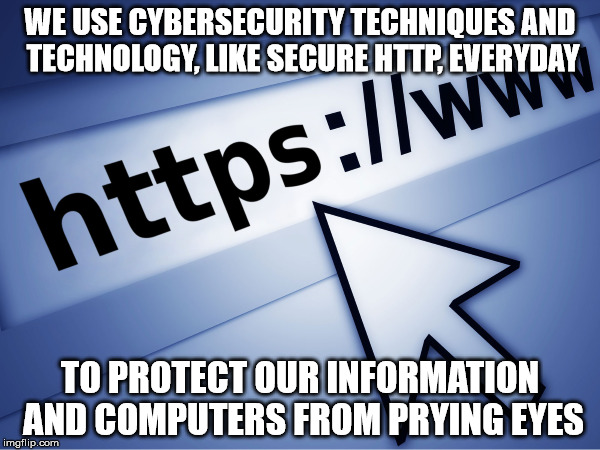 WE USE CYBERSECURITY TECHNIQUES AND
TECHNOLOGY, LIKE SECURE HTTP, EVERYDAY
https://www
TO PROTECT OUR INFORMATION
AND COMPUTERS FROM PRYING EYES
imgflip.com